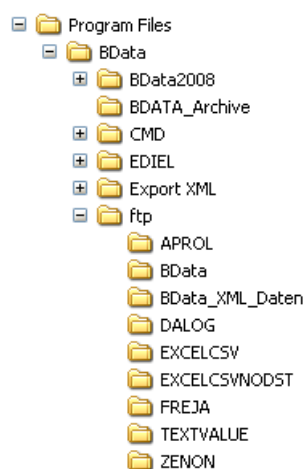 Program Files
BData
BData2008
BDATA_Archive
CMD
EDIEL
Export XML
ftp
APROL
BData
BData_XML_Daten
DALOG
EXCELCSV
EXCELCSVNODST
FREJA
TEXTVALUE
ZENON